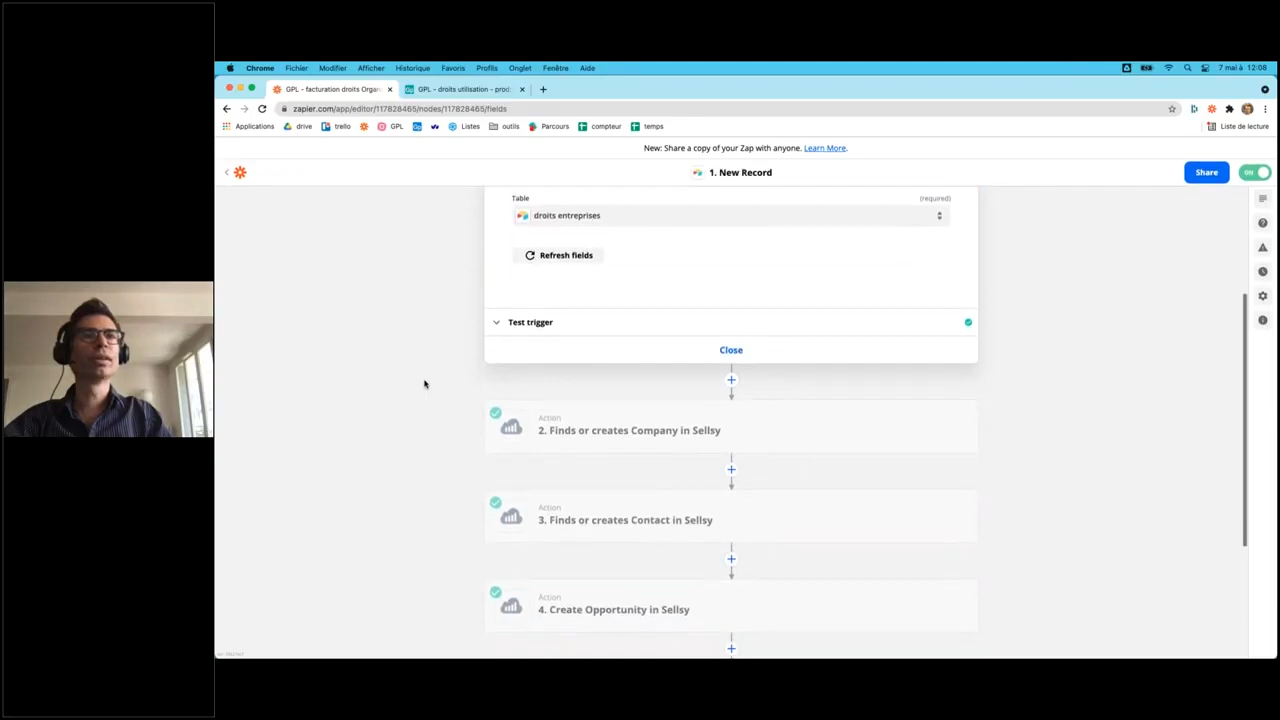 Chrome Fichier Modifier Afficher Historique Favoris Profils Onglet Fenêtre Aide 7 mai à 12:08
GPL - facturation droits Organ
GPL - droits utilisation - prod
zapier.com/app/editor/117828465/nodes/117828465/fields
Applications drive trello GPL Listes outils Parcours compteur temps Liste de lecture
New: Share a copy of your Zap with anyone. Learn More.
1. New Record
Share
ON
Table (required)
droits entreprises
Refresh fields
Test trigger
Close
Action
2. Finds or creates Company in Sellsy
Action
3. Finds or creates Contact in Sellsy
Action
4. Create Opportunity in Sellsy